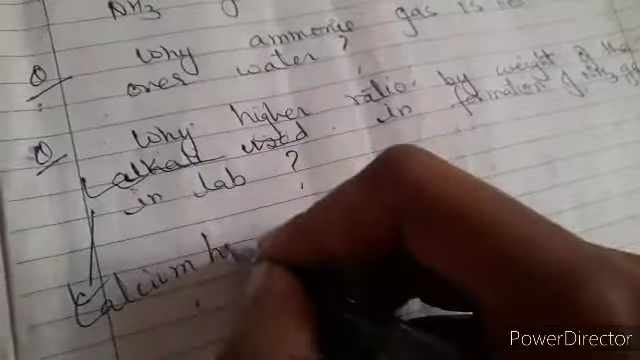 NH3
Q Why ammonia gas is
over water?
Q Why higher ratio by weight of the
alkali used in formation of NH3 gas
in lab ?
Calcium hy
PowerDirector